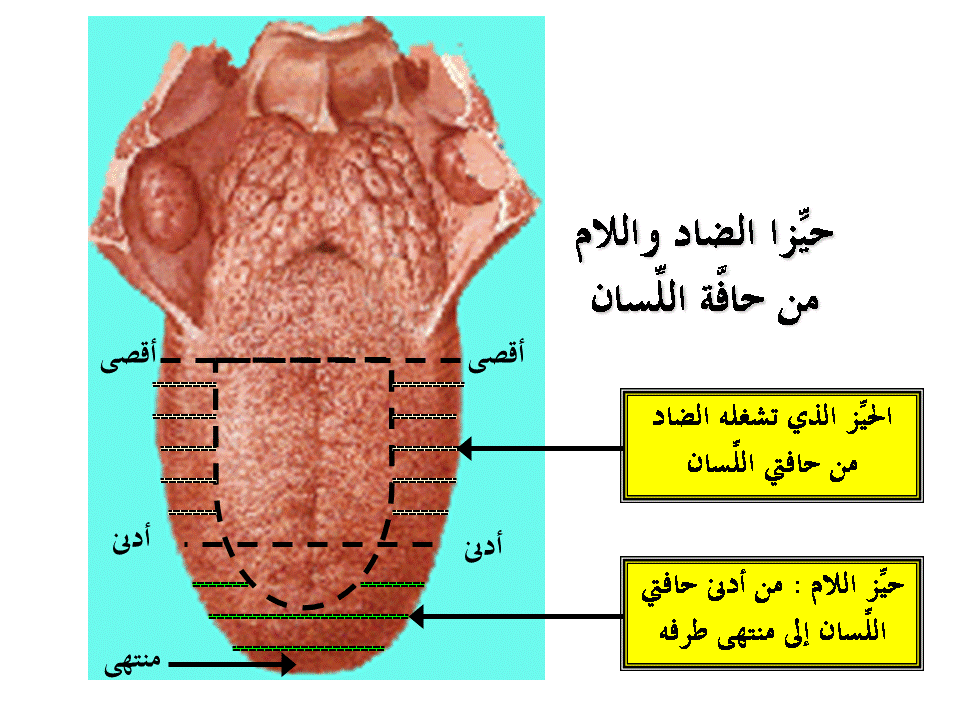 حيِّزا الضاد واللام
من حافَّة اللِّسان
أقصى
أقصى
الحيِّز الذي تشغله الضاد
من حافتي اللِّسان
أدنى
أدنى
حيِّز اللام : من أدنى حافتي
اللِّسان إلى منتهى طرفه
منتهى